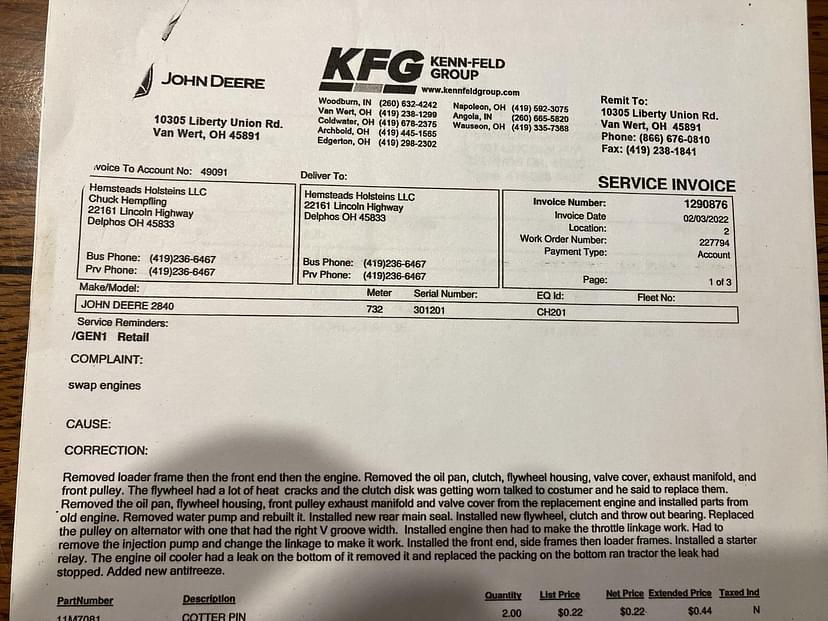 JOHN DEERE
10305 Liberty Union Rd.
Van Wert, OH 45891
KFG KENN-FELD GROUP
www.kennfeldgroup.com
Woodburn, IN (260) 632-4242
Van Wert, OH (419) 238-1299
Coldwater, OH (419) 678-2375
Archbold, OH (419) 445-1565
Edgerton, OH (419) 298-2302
Napoleon, OH (419) 592-3075
Angola, IN (260) 665-5820
Wauseon, OH (419) 335-7368
Remit To:
10305 Liberty Union Rd.
Van Wert, OH 45891
Phone: (866) 676-0810
Fax: (419) 238-1841
voice To Account No: 49091
Deliver To:
SERVICE INVOICE
Hemsteads Holsteins LLC
Chuck Hempfling
22161 Lincoln Highway
Delphos OH 45833
Bus Phone: (419)236-6467
Prv Phone: (419)236-6467
Hemsteads Holsteins LLC
22161 Lincoln Highway
Delphos OH 45833
Bus Phone: (419)236-6467
Prv Phone: (419)236-6467
Invoice Number: 1290876
Invoice Date 02/03/2022
Location: 2
Work Order Number: 227794
Payment Type: Account
Page: 1 of 3
Make/Model: Meter Serial Number: EQ Id: Fleet No:
JOHN DEERE 2840 732 301201 CH201
Service Reminders:
/GEN1 Retail
COMPLAINT:
swap engines
CAUSE:
CORRECTION:
Removed loader frame then the front end then the engine. Removed the oil pan, clutch, flywheel housing, valve cover, exhaust manifold, and
front pulley. The flywheel had a lot of heat cracks and the clutch disk was getting worn talked to costumer and he said to replace them.
Removed the oil pan, flywheel housing, front pulley exhaust manifold and valve cover from the replacement engine and installed parts from
old engine. Removed water pump and rebuilt it. Installed new rear main seal. Installed new flywheel, clutch and throw out bearing. Replaced
the pulley on alternator with one that had the right V groove width. Installed engine then had to make the throttle linkage work. Had to
remove the injection pump and change the linkage to make it work. Installed the front end, side frames then loader frames. Installed a starter
relay. The engine oil cooler had a leak on the bottom of it removed it and replaced the packing on the bottom ran tractor the leak had
stopped. Added new antifreeze.
PartNumber Description Quantity List Price Net Price Extended Price Taxed Ind
11M7081 COTTER PIN 2.00 $0.22 $0.22 $0.44 N